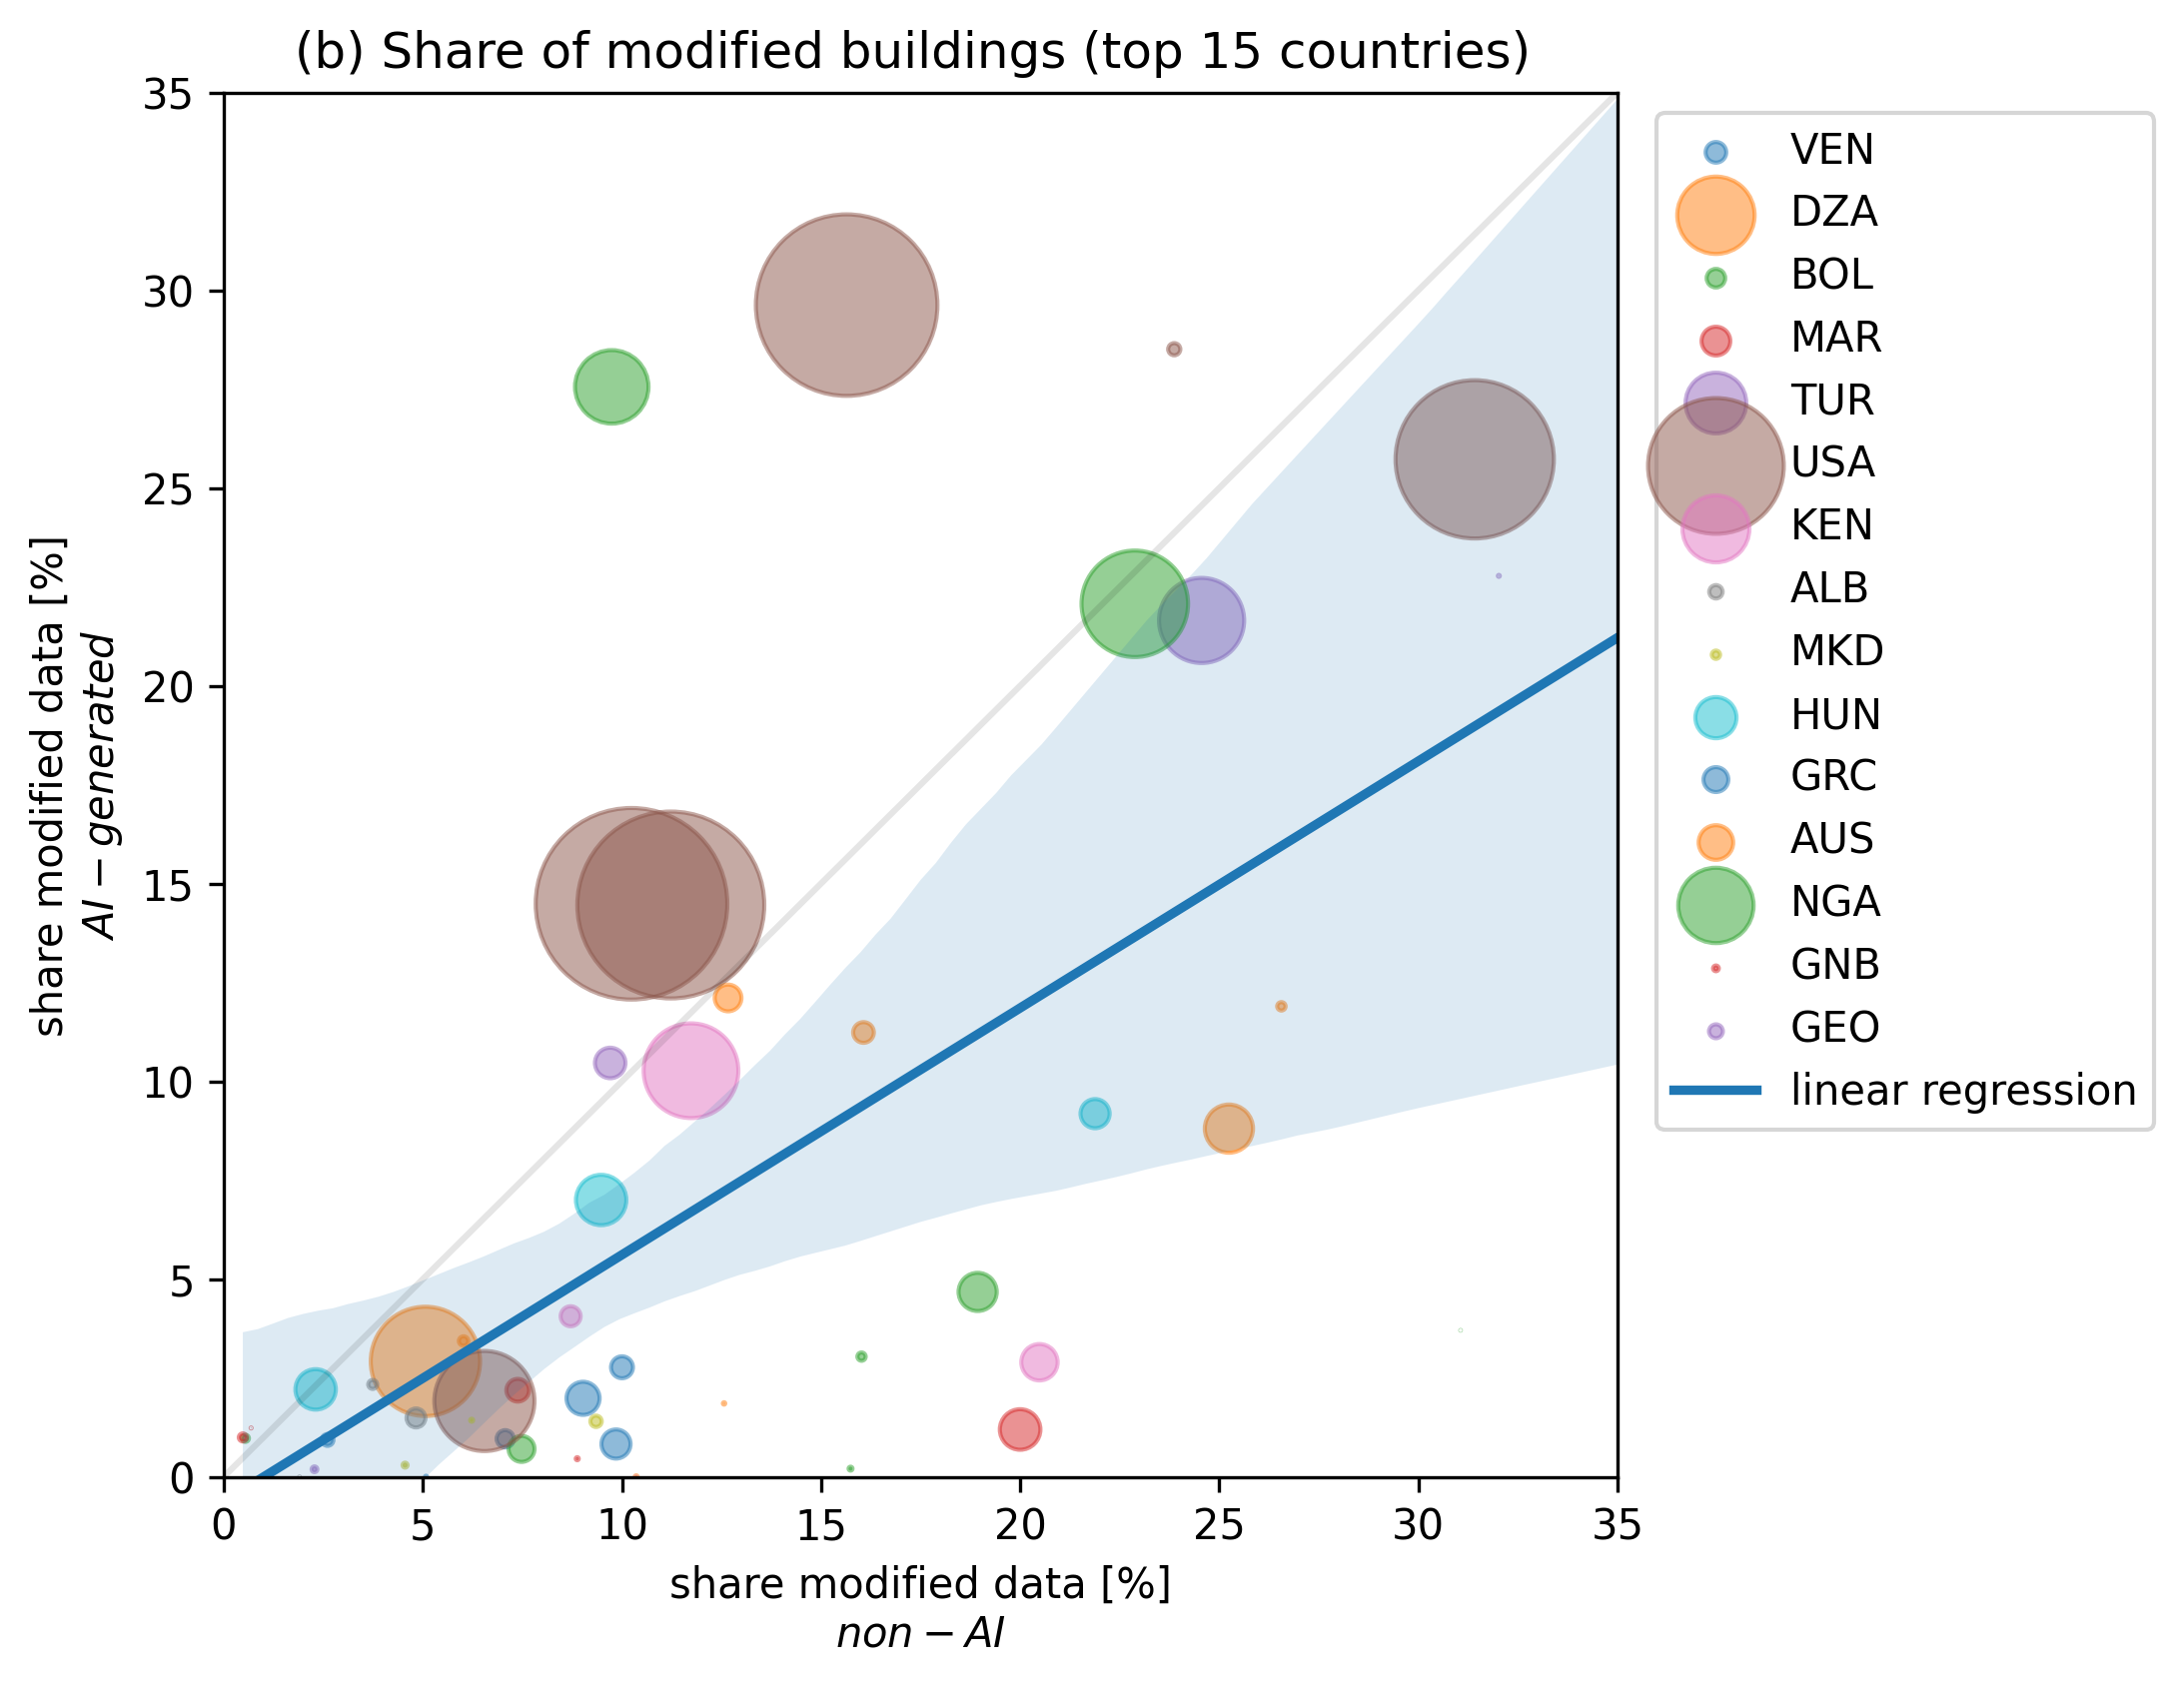 (b) Share of modified buildings (top 15 countries)
share modified data [%]
AI − generated
35
30
25
20
15
10
5
0
0 5 10 15 20 25 30 35
share modified data [%]
non − AI
VEN
DZA
BOL
MAR
TUR
USA
KEN
ALB
MKD
HUN
GRC
AUS
NGA
GNB
GEO
linear regression